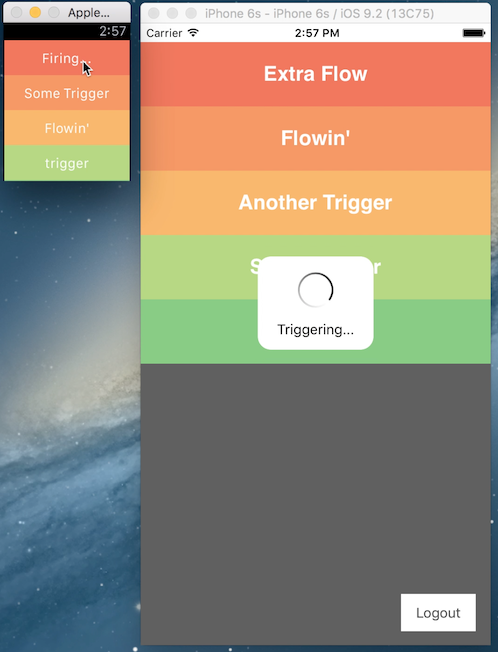 Apple...
2:57
Firing...
Some Trigger
Flowin'
trigger
iPhone 6s - iPhone 6s / iOS 9.2 (13C75)
Carrier 2:57 PM
Extra Flow
Flowin'
Another Trigger
Triggering...
Logout